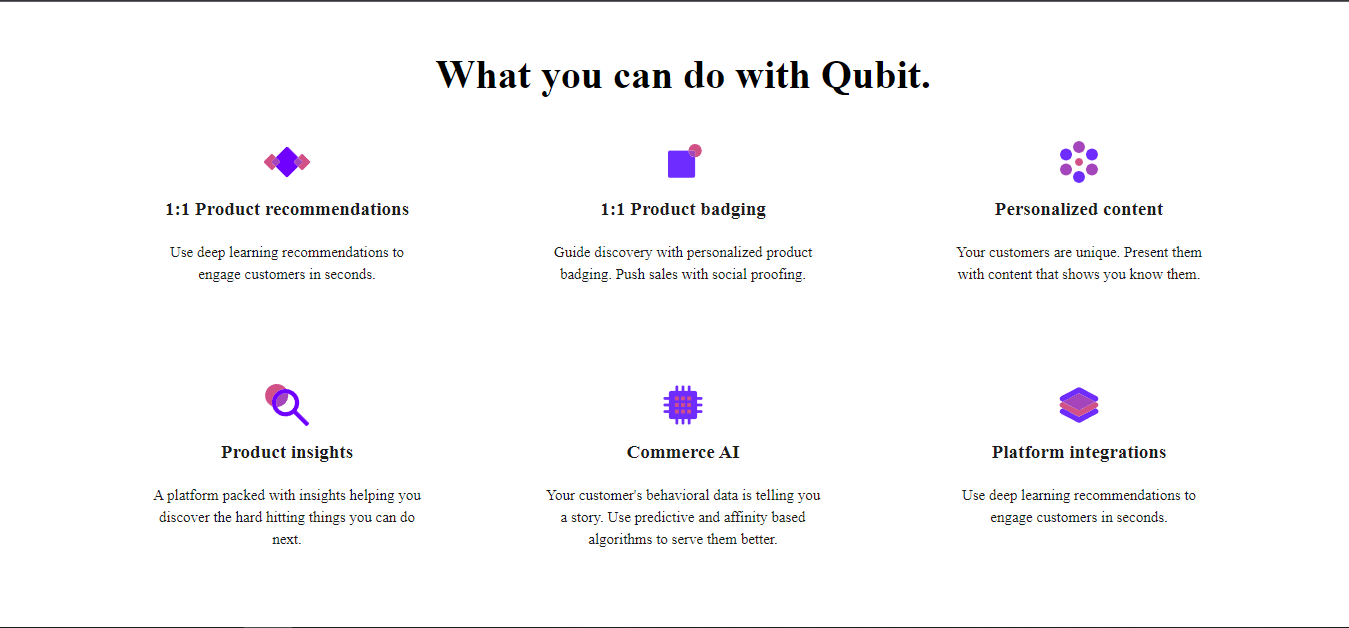 What you can do with Qubit.
1:1 Product recommendations
Use deep learning recommendations to
engage customers in seconds.
1:1 Product badging
Guide discovery with personalized product
badging. Push sales with social proofing.
Personalized content
Your customers are unique. Present them
with content that shows you know them.
Product insights
A platform packed with insights helping you
discover the hard hitting things you can do
next.
Commerce AI
Your customer's behavioral data is telling you
a story. Use predictive and affinity based
algorithms to serve them better.
Platform integrations
Use deep learning recommendations to
engage customers in seconds.